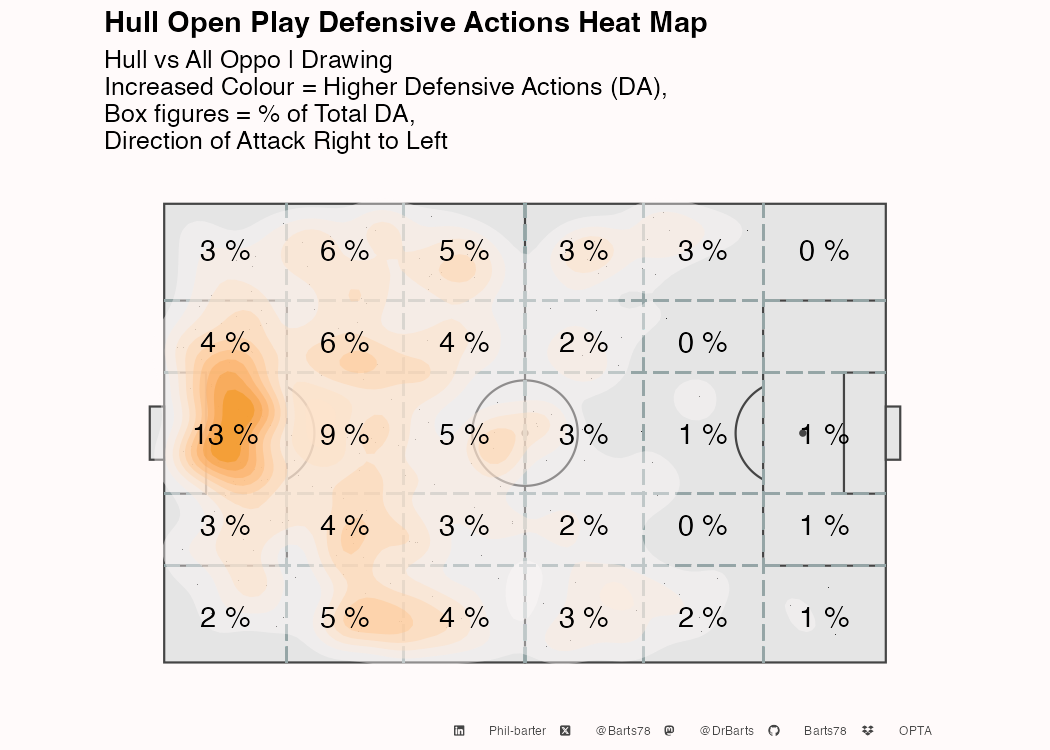 Hull Open Play Defensive Actions Heat Map
Hull vs All Oppo | Drawing
Increased Colour = Higher Defensive Actions (DA),
Box figures = % of Total DA,
Direction of Attack Right to Left
3 % 6 % 5 % 3 % 3 % 0 %
4 % 6 % 4 % 2 % 0 %
13 % 9 % 5 % 3 % 1 % 1 %
3 % 4 % 3 % 2 % 0 % 1 %
2 % 5 % 4 % 3 % 2 % 1 %
Phil-barter @Barts78 @DrBarts Barts78 OPTA